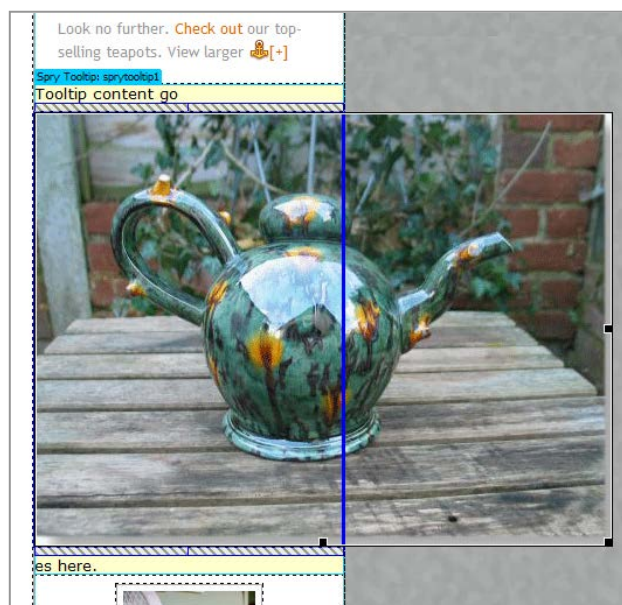 Look no further. Check out our top-
selling teapots. View larger [+]
Spry Tooltip: sprytooltip1
Tooltip content go
es here.